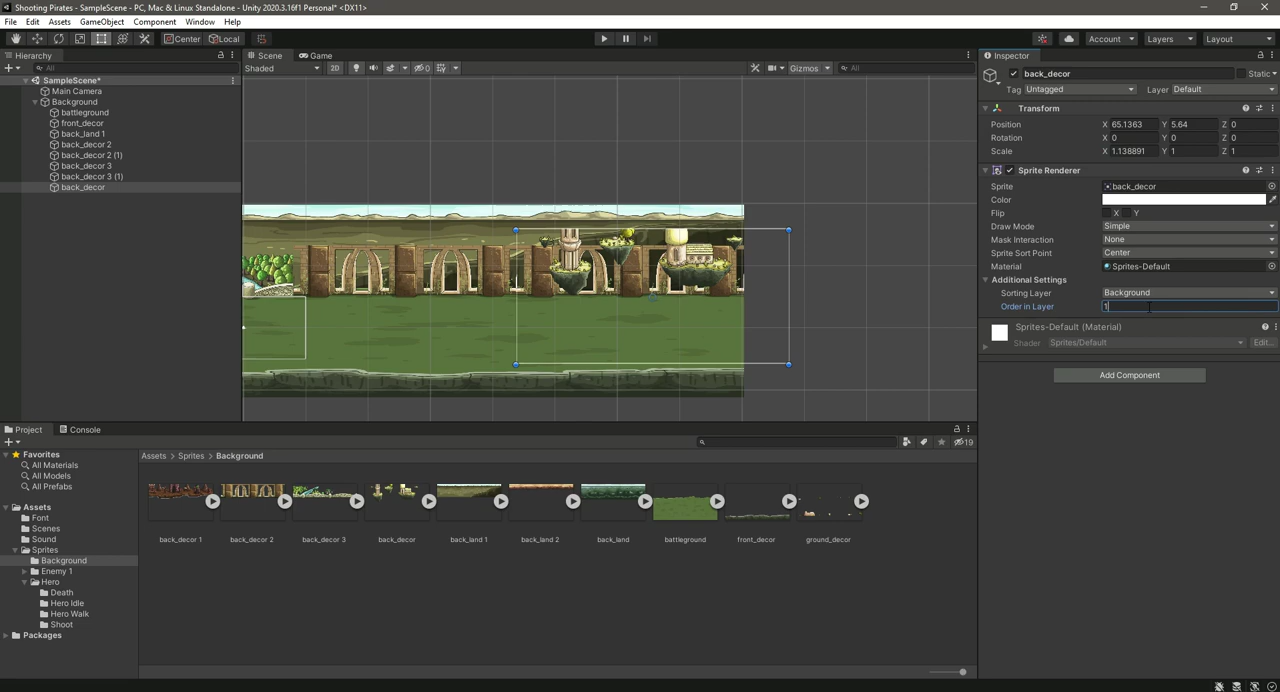 Shooting Pirates - SampleScene - PC, Mac & Linux Standalone - Unity 2020.3.16f1 Personal* <DX11>
File Edit Assets GameObject Component Window Help
Center Local Account Layers Layout
Hierarchy Scene Game Inspector
All Shaded 2D 0 Gizmos All back_decor Static
Tag Untagged Layer Default
SampleScene*
Main Camera
Background
battleground
front_decor
back_land 1
back_decor 2
back_decor 2 (1)
back_decor 3
back_decor 3 (1)
back_decor
Transform
Position X 65.1363 Y 5.64 Z 0
Rotation X 0 Y 0 Z 0
Scale X 1.138891 Y 1 Z 1
Sprite Renderer
Sprite back_decor
Color
Flip X Y
Draw Mode Simple
Mask Interaction None
Sprite Sort Point Center
Material Sprites-Default
Additional Settings
Sorting Layer Background
Order in Layer 1
Sprites-Default (Material)
Shader Sprites/Default Edit...
Add Component
Project Console
19
Favorites
All Materials
All Models
All Prefabs
Assets
Font
Scenes
Sound
Sprites
Background
Enemy 1
Hero
Death
Hero Idle
Hero Walk
Shoot
Packages
Assets > Sprites > Background
back_decor 1 back_decor 2 back_decor 3 back_decor back_land 1 back_land 2 back_land battleground front_decor ground_decor